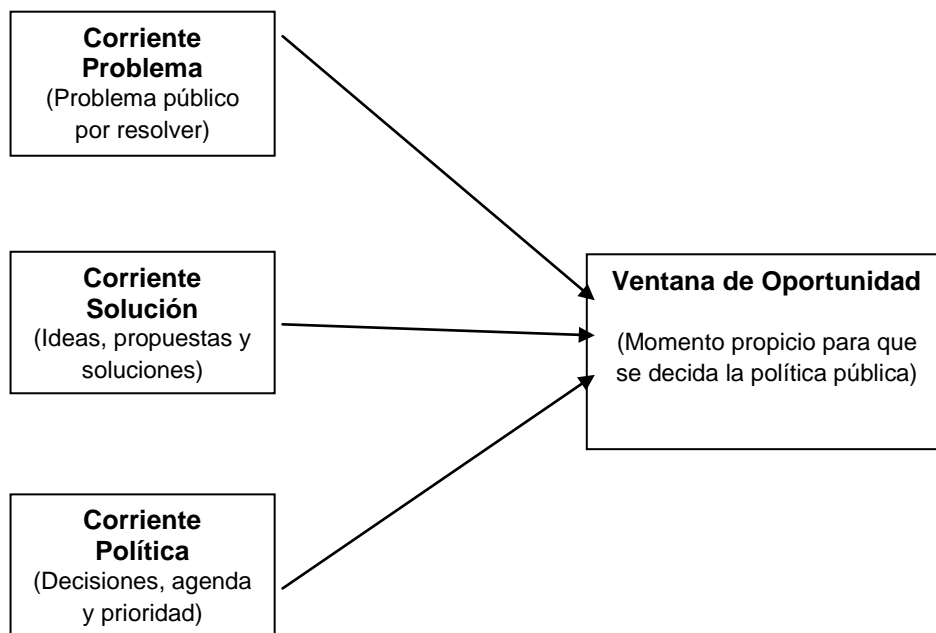 Corriente
Problema
(Problema público
por resolver)
Corriente
Solución
(Ideas, propuestas y
soluciones)
Ventana de Oportunidad
(Momento propicio para que
se decida la política pública)
Corriente
Política
(Decisiones, agenda
y prioridad)